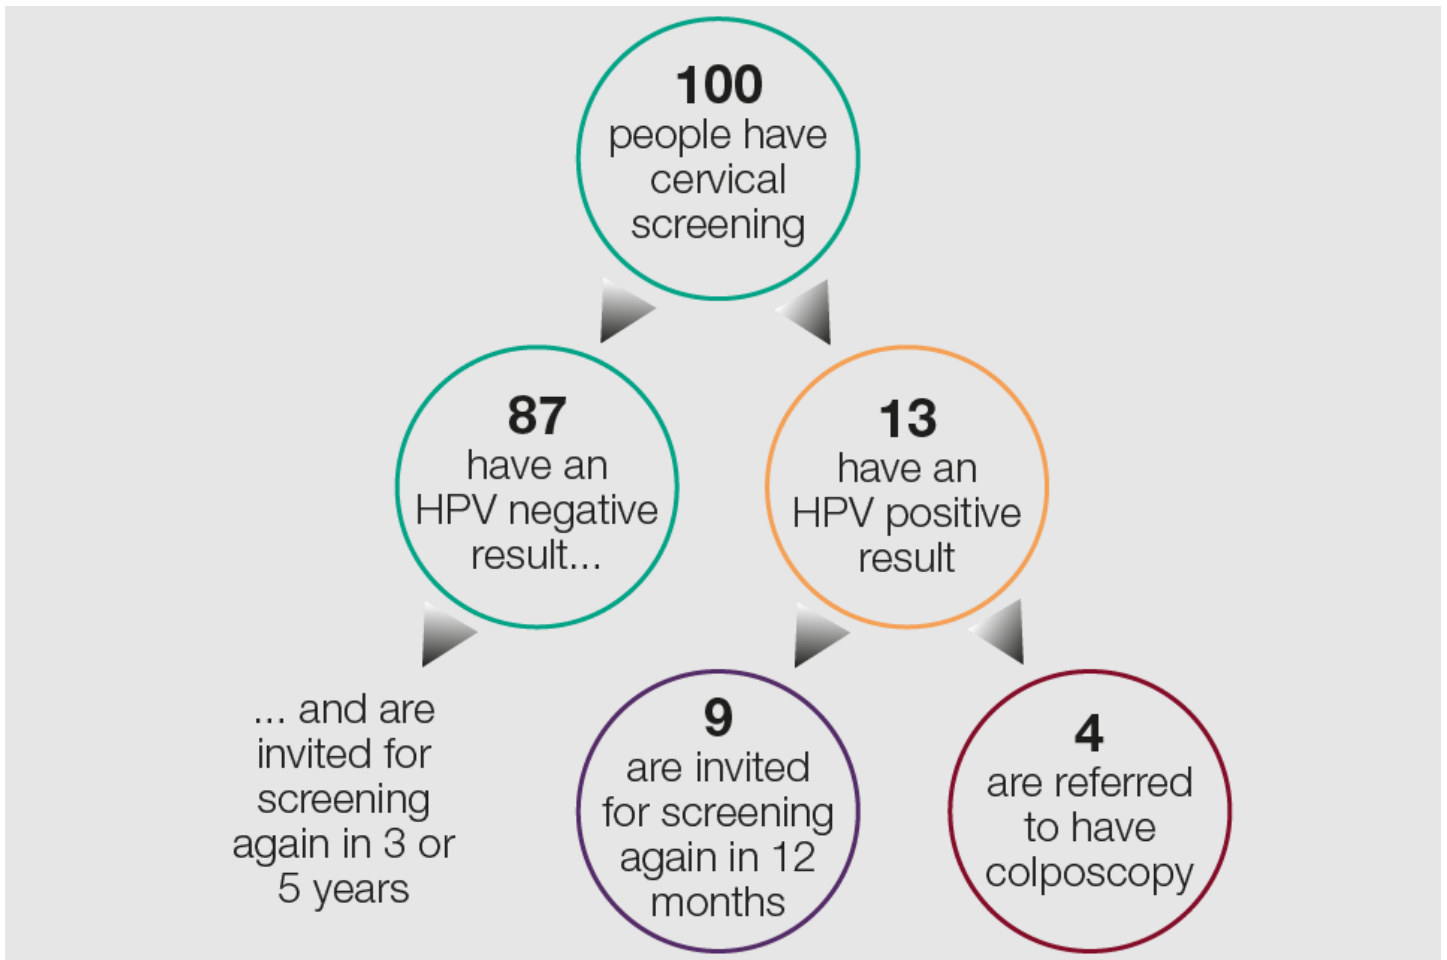 100
people have
cervical
screening
87
have an
HPV negative
result...
13
have an
HPV positive
result
... and are
invited for
screening
again in 3 or
5 years
9
are invited
for screening
again in 12
months
4
are referred
to have
colposcopy